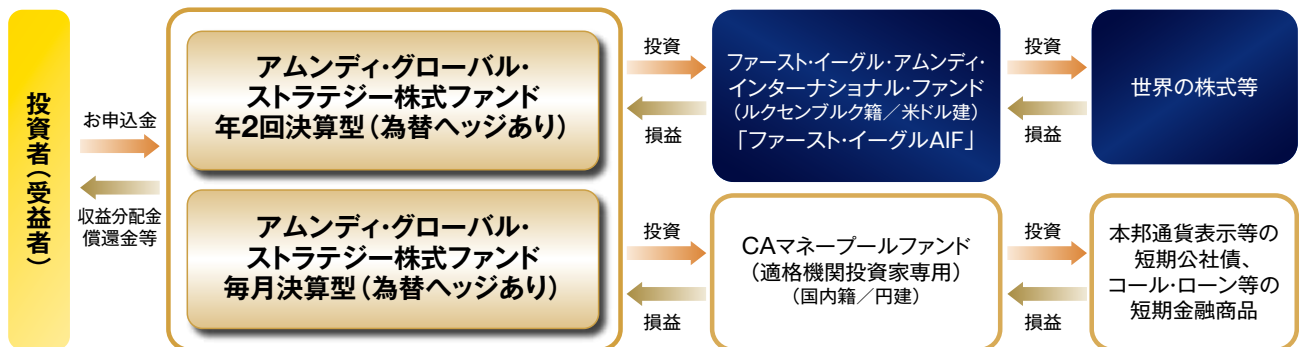 投資者(受益者)
お申込金
収益分配金
償還金等
アムンディ・グローバル・
ストラテジー株式ファンド
年2回決算型(為替ヘッジあり)
アムンディ・グローバル・
ストラテジー株式ファンド
毎月決算型(為替ヘッジあり)
投資
損益
ファースト・イーグル・アムンディ・
インターナショナル・ファンド
(ルクセンブルク籍/米ドル建)
「ファースト・イーグルAIF」
投資
損益
世界の株式等
投資
損益
CAマネープールファンド
(適格機関投資家専用)
(国内籍/円建)
投資
損益
本邦通貨表示等の
短期公社債、
コール・ローン等の
短期金融商品